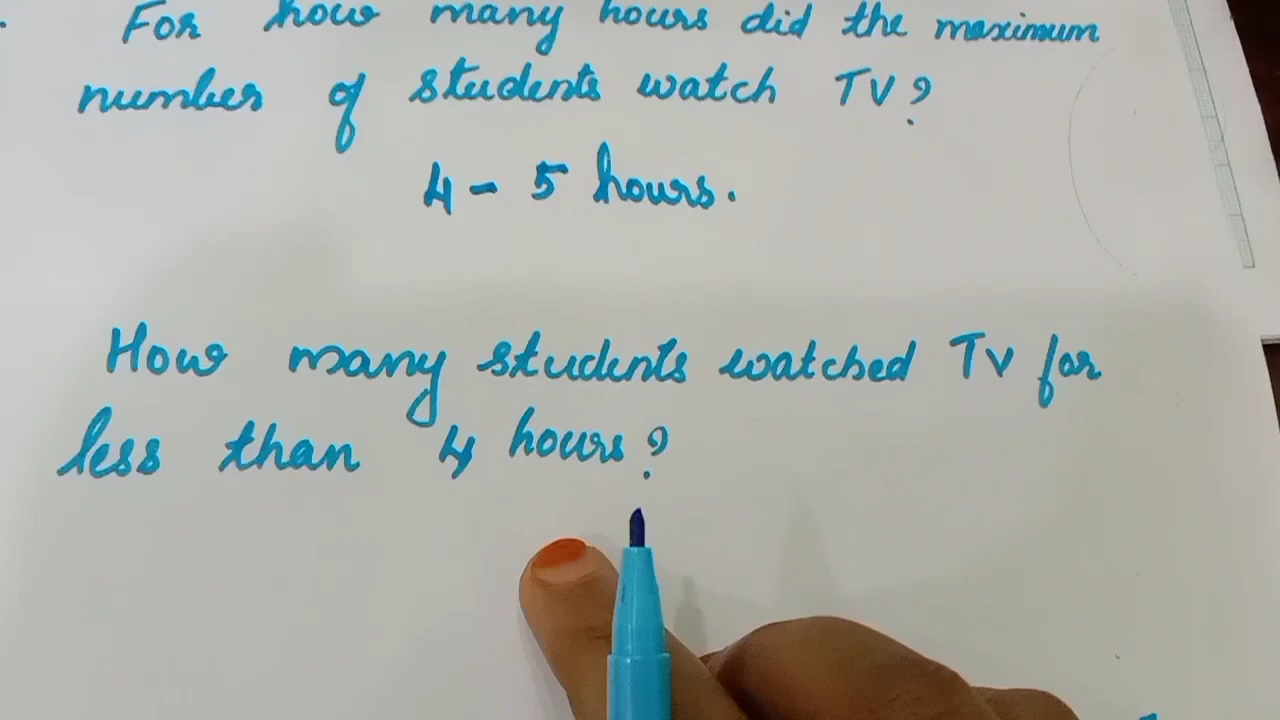 For how many hours did the maximum
number of students watch TV?
4 - 5 hours.
How many students watched TV for
less than 4 hours?